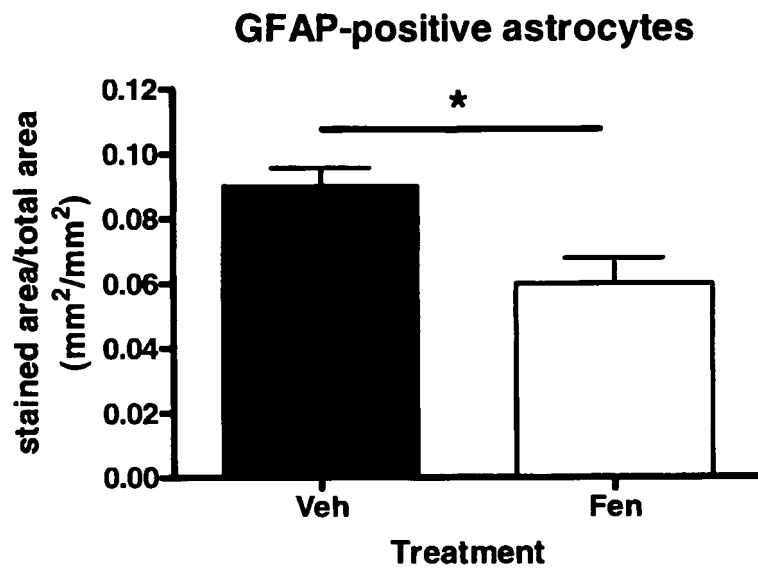 GFAP-positive astrocytes
*
stained area/total area
(mm²/mm²)
0.12
0.10
0.08
0.06
0.04
0.02
0.00
Veh
Fen
Treatment